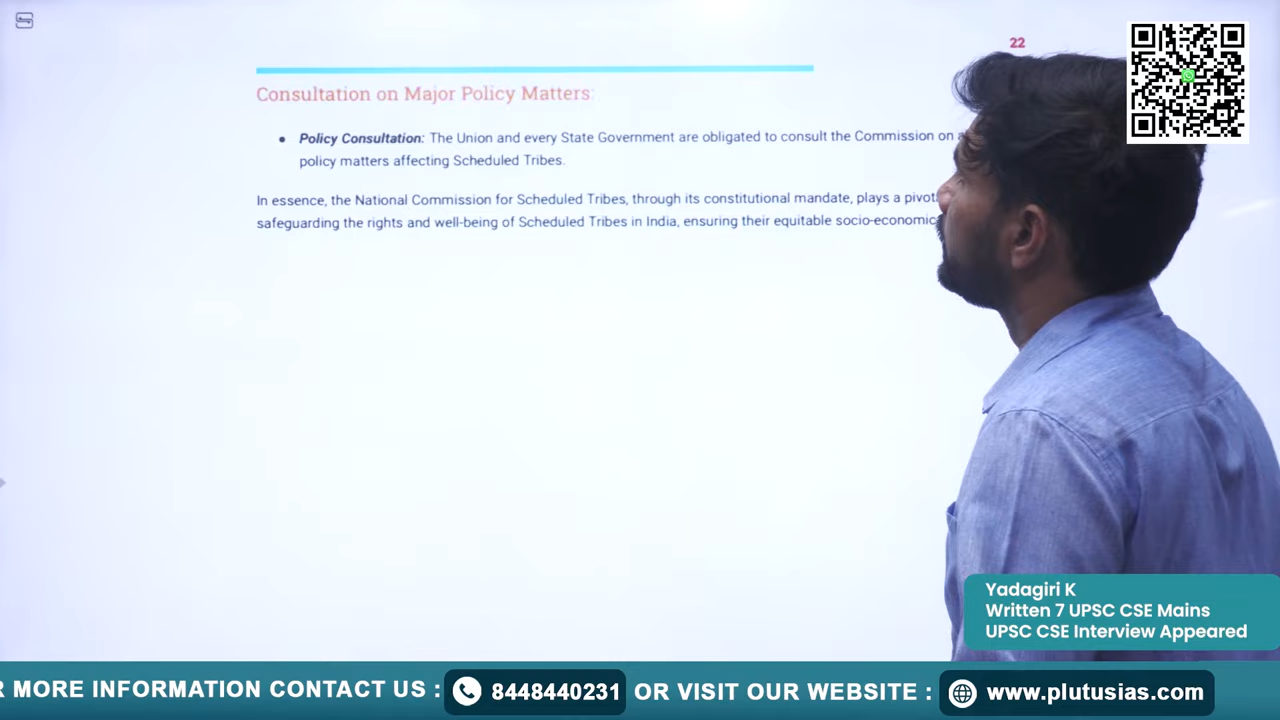 22
Consultation on Major Policy Matters:
• Policy Consultation: The Union and every State Government are obligated to consult the Commission on
policy matters affecting Scheduled Tribes.
In essence, the National Commission for Scheduled Tribes, through its constitutional mandate, plays a
safeguarding the rights and well-being of Scheduled Tribes in India, ensuring their equitable socio-economic
Yadagiri K
Written 7 UPSC CSE Mains
UPSC CSE Interview Appeared
R MORE INFORMATION CONTACT US : 8448440231 OR VISIT OUR WEBSITE : www.plutusias.com